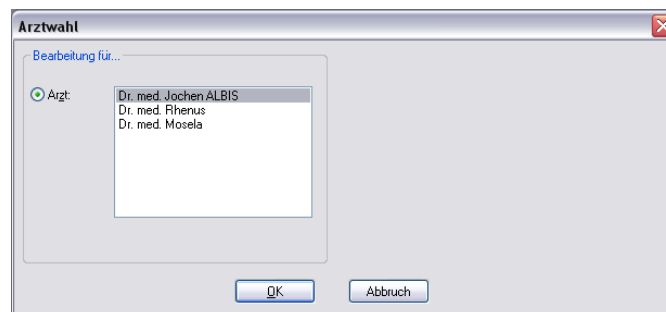 Arztwahl
Bearbeitung für...
Arzt:
Dr. med. Jochen ALBIS
Dr. med. Rhenus
Dr. med. Mosela
OK
Abbruch